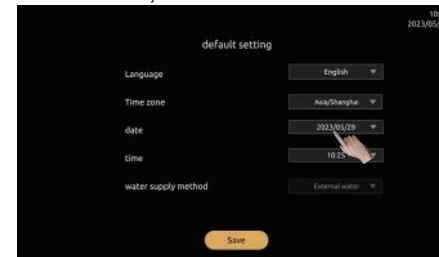 10:
2023/05/
default setting
Language English
Time zone Asia/Shanghai
date 2023/05/29
time 10:25
water supply method External water
Save